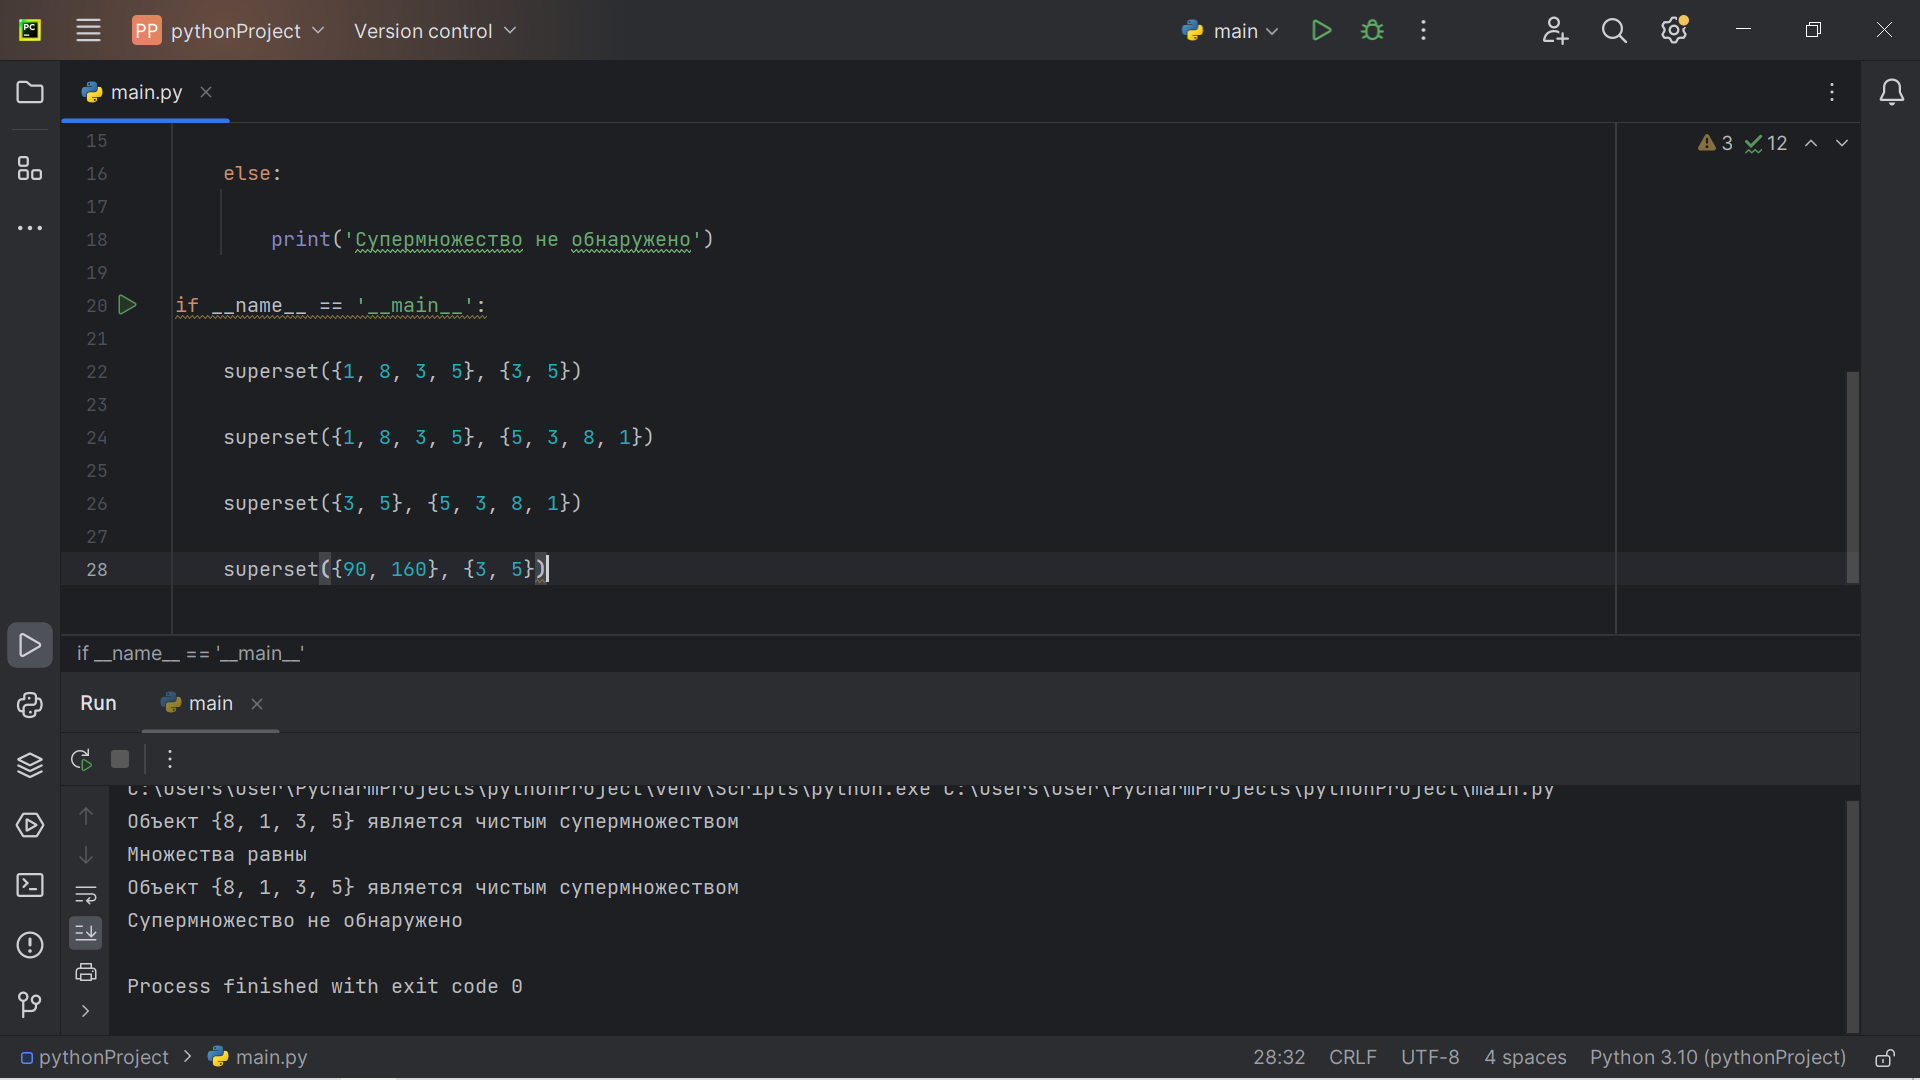 PC
PP pythonProject Version control main
main.py
15
16 else:
17
18 print('Супермножество не обнаружено')
19
20 if __name__ == '__main__':
21
22 superset({1, 8, 3, 5}, {3, 5})
23
24 superset({1, 8, 3, 5}, {5, 3, 8, 1})
25
26 superset({3, 5}, {5, 3, 8, 1})
27
28 superset({90, 160}, {3, 5})
3 12
if __name__ == '__main__'
Run main
C:\Users\User\PycharmProjects\pythonProject\venv\Scripts\python.exe C:\Users\User\PycharmProjects\pythonProject\main.py
Объект {8, 1, 3, 5} является чистым супермножеством
Множества равны
Объект {8, 1, 3, 5} является чистым супермножеством
Супермножество не обнаружено
Process finished with exit code 0
pythonProject main.py 28:32 CRLF UTF-8 4 spaces Python 3.10 (pythonProject)